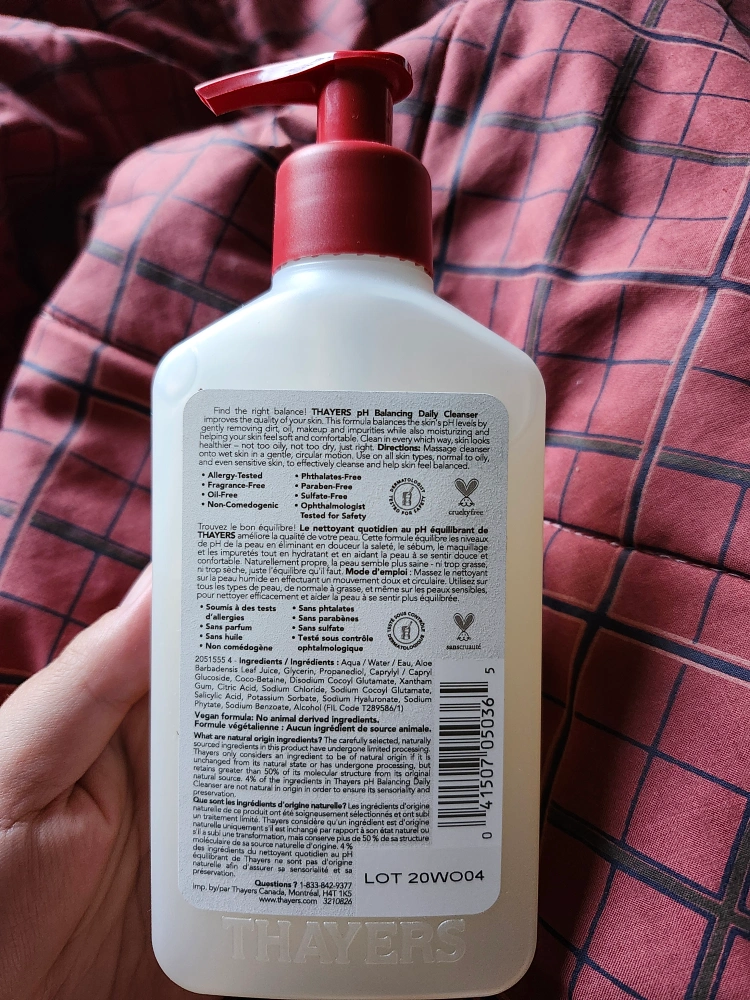 Find the right balance! THAYERS pH Balancing Daily Cleanser
improves the quality of your skin. This formula balances the skin's pH levels by
gently removing dirt, oil, makeup and impurities while also moisturizing and
helping your skin feel soft and comfortable. Clean in every which way, skin looks
healthier – not too oily, not too dry, just right. Directions: Massage cleanser
onto wet skin in a gentle, circular motion. Use on all skin types, normal to oily,
and even sensitive skin, to effectively cleanse and help skin feel balanced.
• Allergy-Tested
• Fragrance-Free
• Oil-Free
• Non-Comedogenic
• Phthalates-Free
• Paraben-Free
• Sulfate-Free
• Ophthalmologist
Tested for Safety
DERMATOLOGIST
TESTED FOR SAFETY
crueltyfree
Trouvez le bon équilibre! Le nettoyant quotidien au pH équilibrant de
THAYERS améliore la qualité de votre peau. Cette formule équilibre les niveaux
de pH de la peau en éliminant en douceur la saleté, le sébum, le maquillage
et les impuretés tout en hydratant et en aidant la peau à se sentir douce et
confortable. Naturellement propre, la peau semble plus saine - ni trop grasse,
ni trop sèche, juste l'équilibre qu'il faut. Mode d'emploi : Massez le nettoyant
sur la peau humide en effectuant un mouvement doux et circulaire. Utilisez sur
tous les types de peau, de normale à grasse, et même sur les peaux sensibles,
pour nettoyer efficacement et aider la peau à se sentir plus équilibrée.
• Soumis à des tests
d'allergies
• Sans parfum
• Sans huile
• Non comédogène
• Sans phtalates
• Sans parabènes
• Sans sulfate
• Testé sous contrôle
ophtalmologique
TESTÉ SOUS CONTRÔLE
DERMATOLOGIQUE
sanscruauté
2051555 4 - Ingredients / Ingrédients : Aqua / Water / Eau, Aloe
Barbadensis Leaf Juice, Glycerin, Propanediol, Caprylyl / Capryl
Glucoside, Coco-Betaine, Disodium Cocoyl Glutamate, Xantham
Gum, Citric Acid, Sodium Chloride, Sodium Cocoyl Glutamate,
Salicylic Acid, Potassium Sorbate, Sodium Hyaluronate, Sodium
Phytate, Sodium Benzoate, Alcohol (FIL Code T289586/1)
Vegan formula: No animal derived ingredients.
Formule végétalienne : Aucun ingrédient de source animale.
What are natural origin ingredients? The carefully selected, naturally
sourced ingredients in this product have undergone limited processing.
Thayers only considers an ingredient to be of natural origin if it is
unchanged from its natural state or has undergone processing, but
retains greater than 50% of its molecular structure from its original
natural source. 4% of the ingredients in Thayers pH Balancing Daily
Cleanser are not natural in origin in order to ensure its sensoriality and
preservation.
Que sont les ingrédients d'origine naturelle? Les ingrédients d'origine
naturelle de ce produit ont été soigneusement sélectionnés et ont subi
un traitement limité. Thayers considère qu'un ingrédient est d'origine
naturelle uniquement s'il est inchangé par rapport à son état naturel ou
s'il a subi une transformation, mais conserve plus de 50 % de sa structure
moléculaire de sa source naturelle d'origine. 4 %
des ingrédients du nettoyant quotidien au pH
équilibrant de Thayers ne sont pas d'origine
naturelle afin d'assurer sa sensorialité et sa
préservation.
Questions ? 1-833-842-9377
Imp. by/par Thayers Canada, Montréal, H4T 1K5
www.thayers.com 3210826
0 41507 05036 5
LOT 20WO04
THAYERS